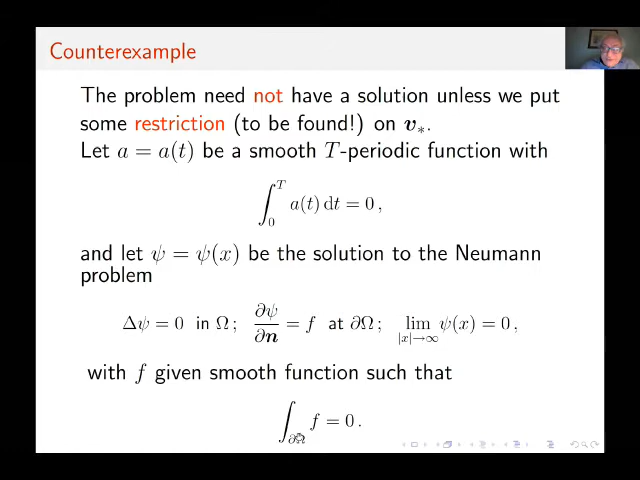 Counterexample
The problem need not have a solution unless we put
some restriction (to be found!) on v∗.
Let a = a(t) be a smooth T-periodic function with
∫₀ᵀ a(t) dt = 0 ,
and let ψ = ψ(x) be the solution to the Neumann
problem
Δψ = 0 in Ω ; ∂ψ/∂n = f at ∂Ω ; lim_{|x|→∞} ψ(x) = 0 ,
with f given smooth function such that
∫_{∂Ω} f = 0 .